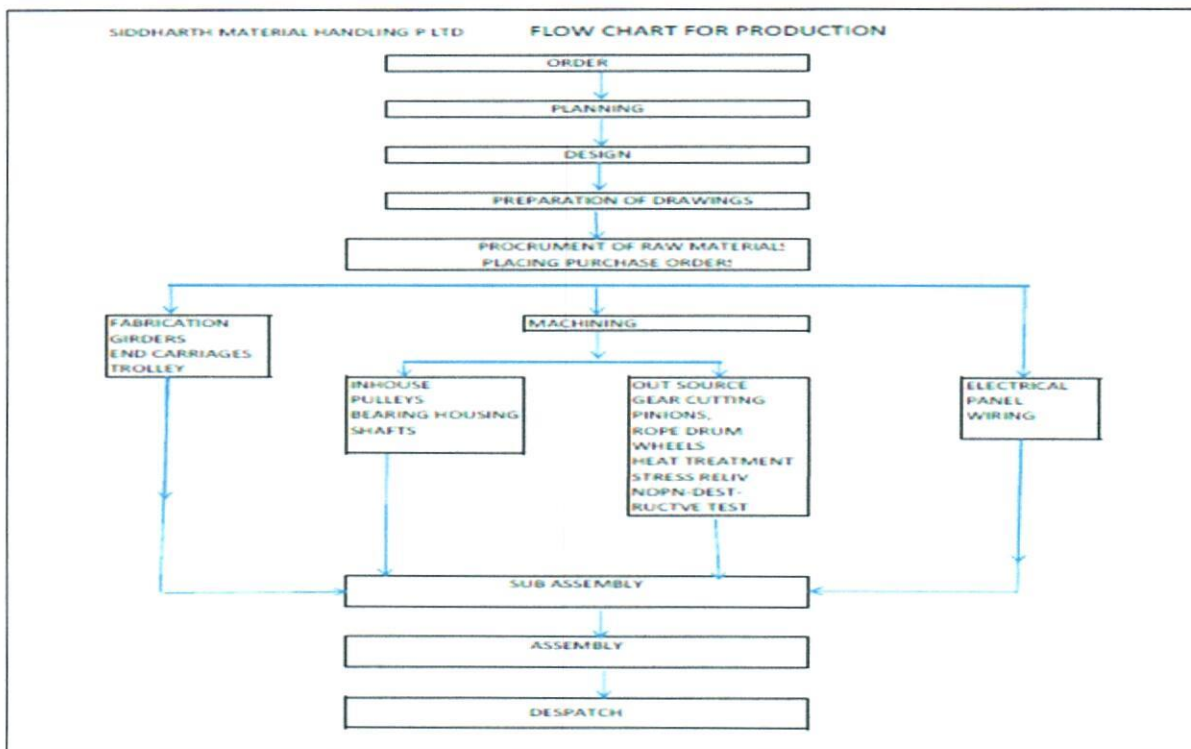 SIDDHARTH MATERIAL HANDLING P LTD FLOW CHART FOR PRODUCTION
ORDER
PLANNING
DESIGN
PREPARATION OF DRAWINGS
PROCRUMENT OF RAW MATERIALS
PLACING PURCHASE ORDERS
FABRICATION
GIRDERS
END CARRIAGES
TROLLEY
MACHINING
INHOUSE
PULLEYS
BEARING HOUSING
SHAFTS
OUT SOURCE
GEAR CUTTING
PINIONS,
ROPE DRUM
WHEELS
HEAT TREATMENT
STRESS RELIV
NOPN-DEST-
RUCTVE TEST
ELECTRICAL
PANEL
WIRING
SUB ASSEMBLY
ASSEMBLY
DESPATCH